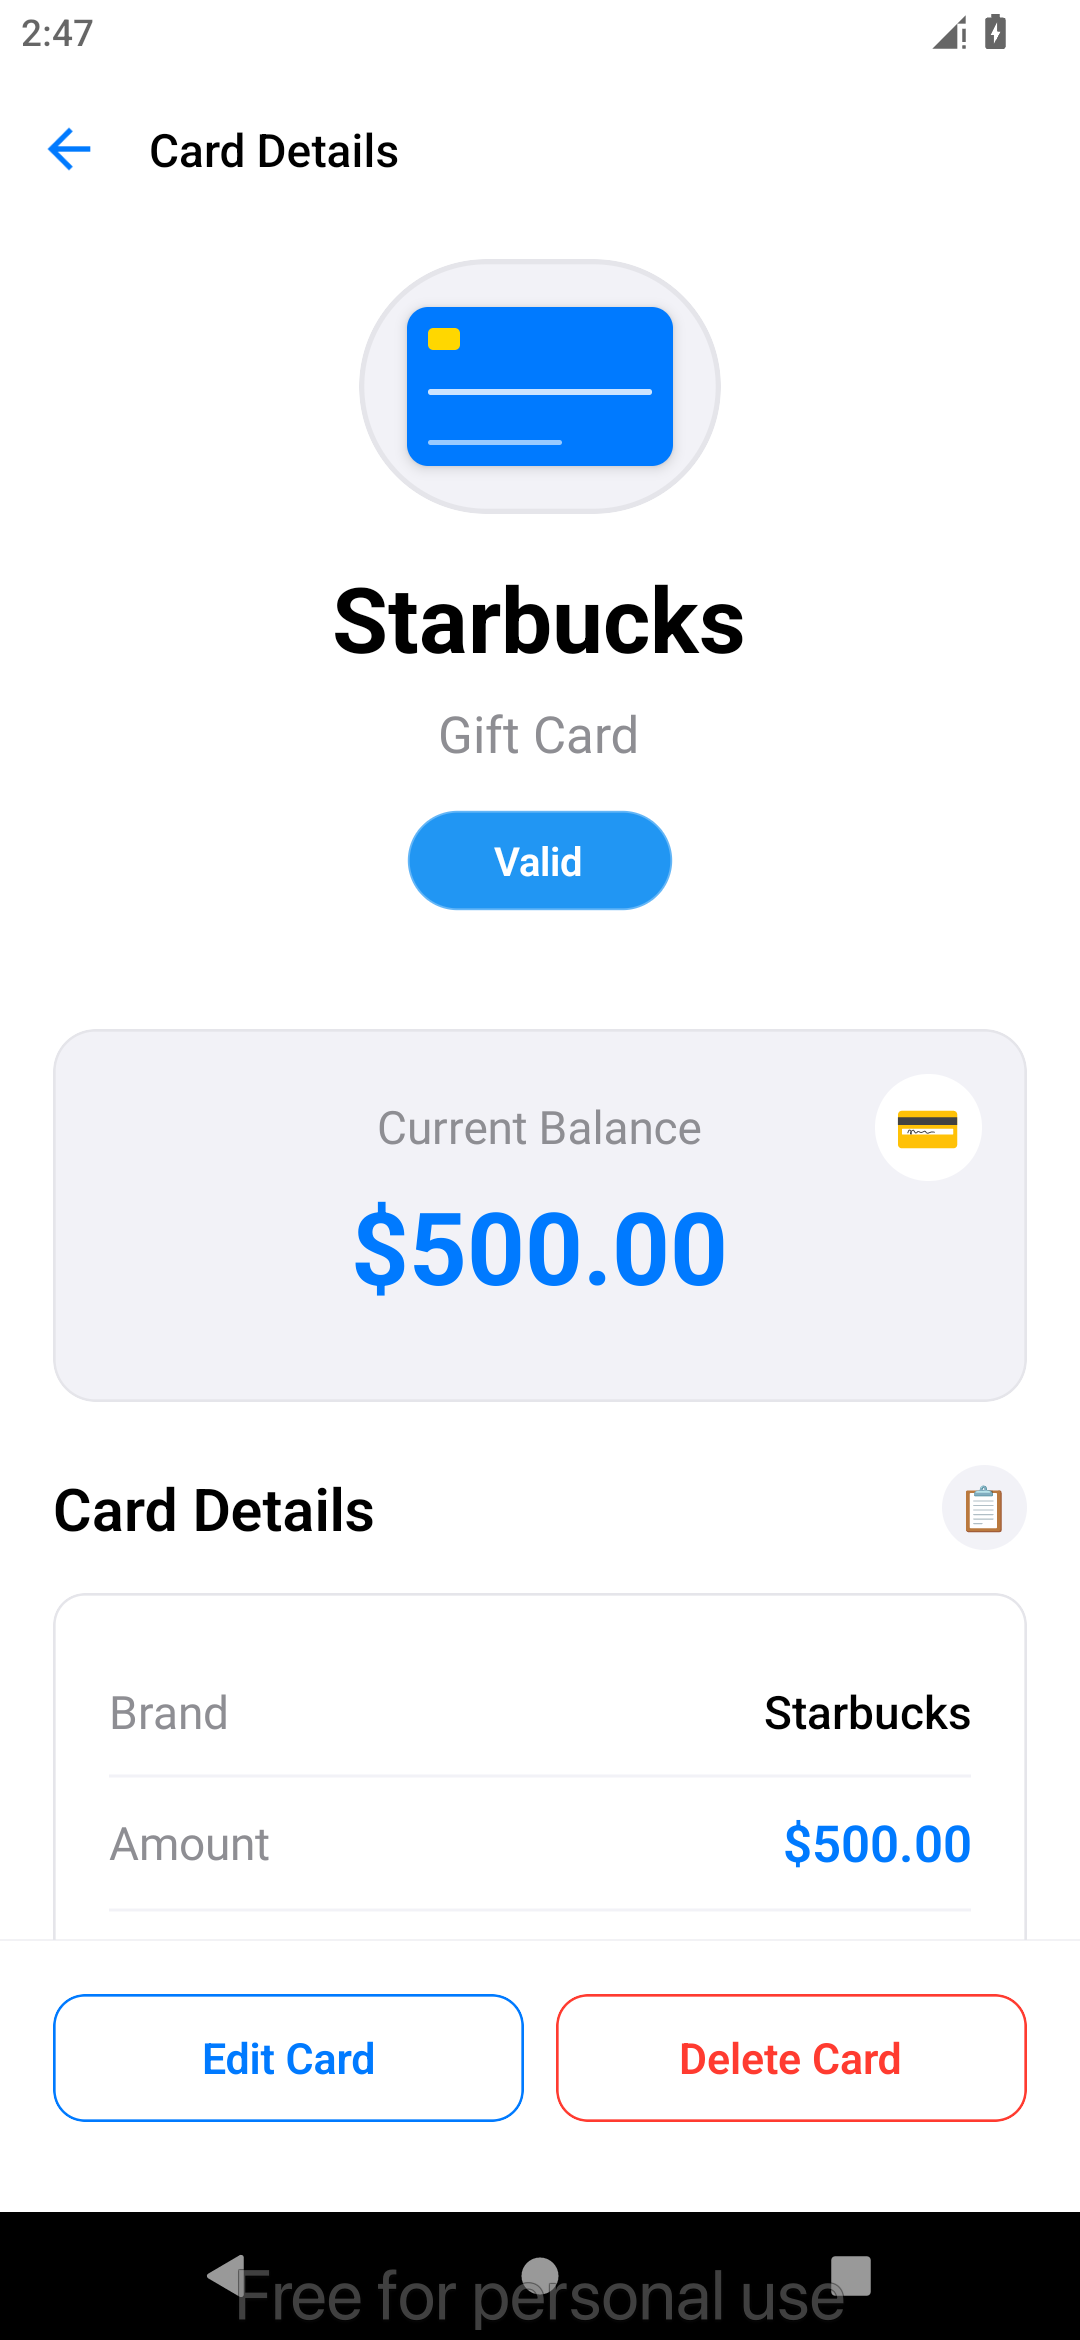 2:47
Card Details
Starbucks
Gift Card
Valid
Current Balance
$500.00
Card Details
Brand
Starbucks
Amount
$500.00
Edit Card
Delete Card
Free for personal use